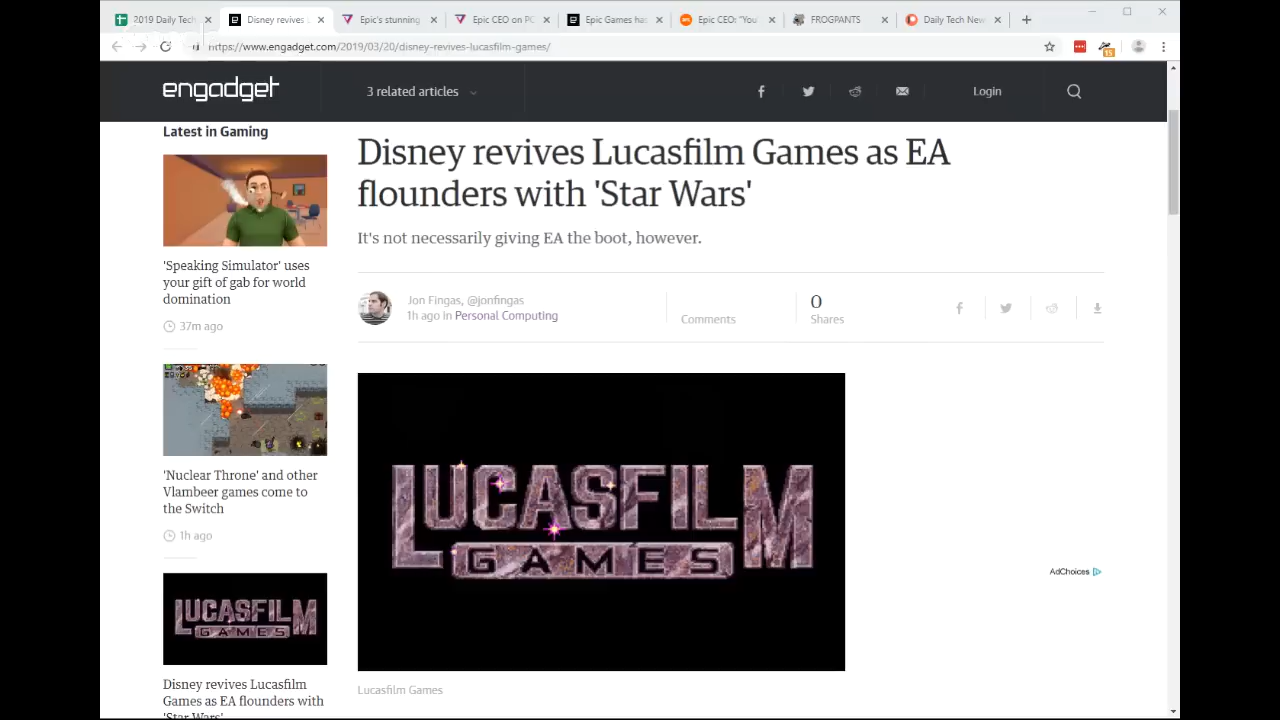 2019 Daily Tech
Disney revives
Epic's stunning
Epic CEO on PC
Epic Games has
Epic CEO: "You
FROGPANTS
Daily Tech New
https://www.engadget.com/2019/03/20/disney-revives-lucasfilm-games/
15
engadget
3 related articles
Login
Latest in Gaming
'Speaking Simulator' uses
your gift of gab for world
domination
37m ago
'Nuclear Throne' and other
Vlambeer games come to
the Switch
1h ago
LUCASFILM
GAMES
Disney revives Lucasfilm
Games as EA flounders with
'Star Wars'
Disney revives Lucasfilm Games as EA
flounders with 'Star Wars'
It's not necessarily giving EA the boot, however.
Jon Fingas, @jonfingas
1h ago in Personal Computing
Comments
0
Shares
LUCASFILM
GAMES
Lucasfilm Games
AdChoices